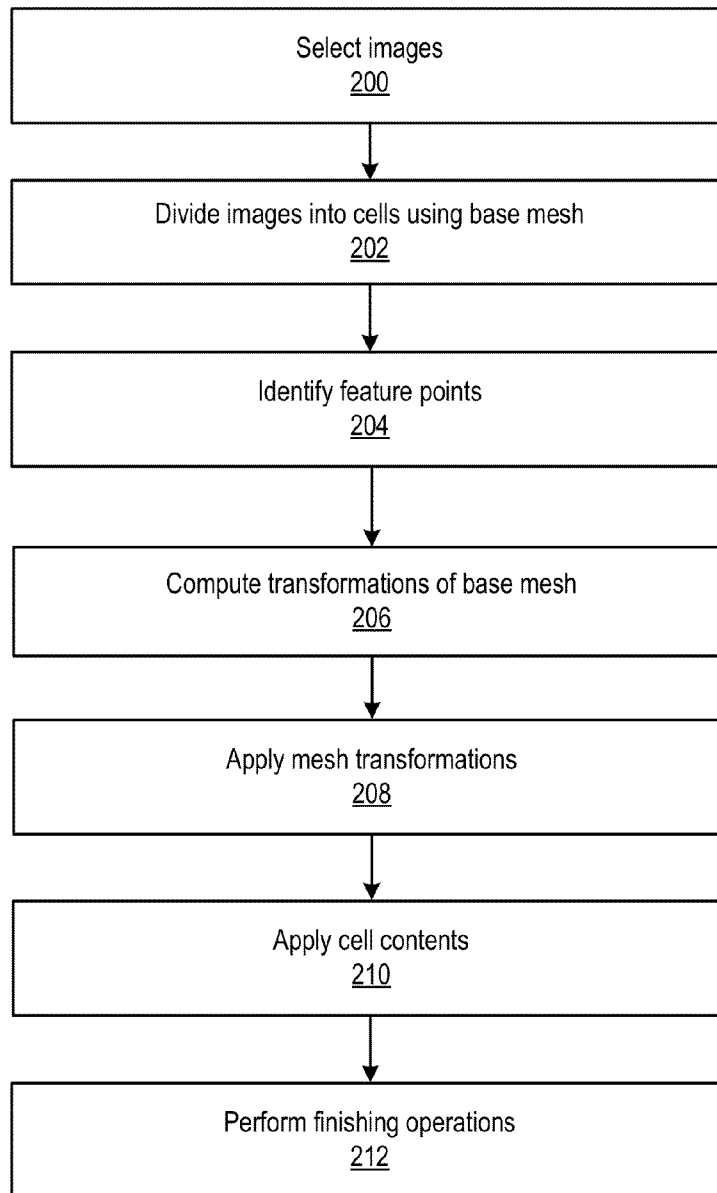 Select images
200
Divide images into cells using base mesh
202
Identify feature points
204
Compute transformations of base mesh
206
Apply mesh transformations
208
Apply cell contents
210
Perform finishing operations
212